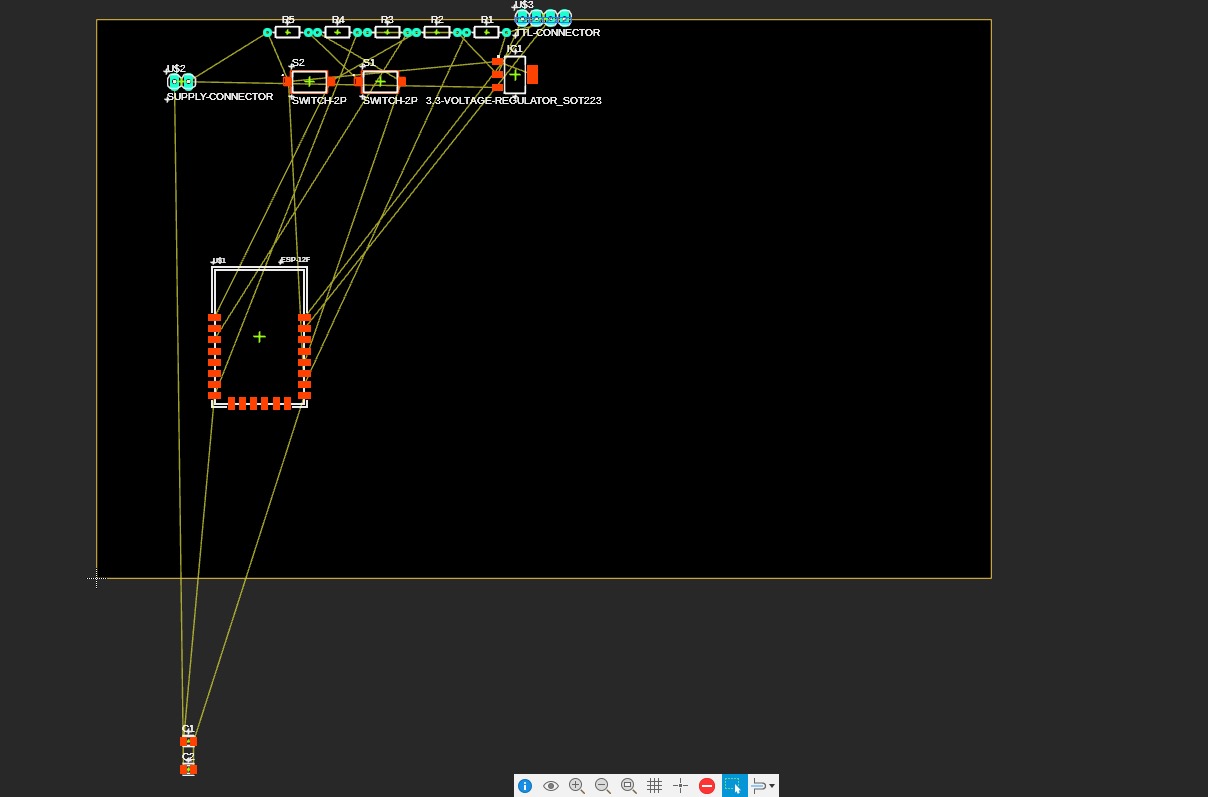 U$3
R5 R4 R3 R2 R1
TTL-CONNECTOR
IC1
S2 S1
U$2
SUPPLY-CONNECTOR SWITCH-2P SWITCH-2P 3.3-VOLTAGE-REGULATOR_SOT223
U$1 ESP-12F
C1